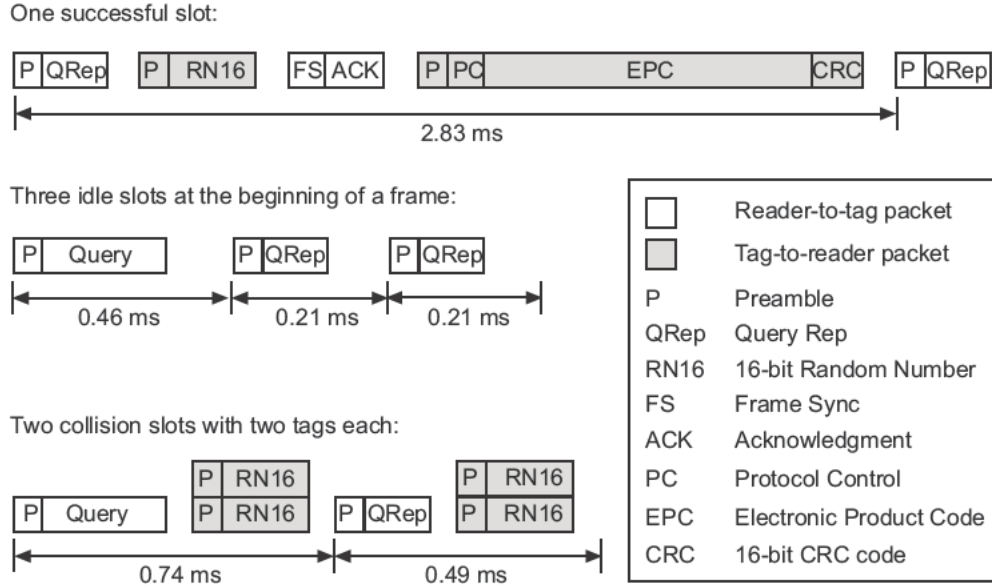 One successful slot:
P QRep P RN16 FS ACK P PC EPC CRC P QRep
2.83 ms
Three idle slots at the beginning of a frame:
P Query P QRep P QRep
0.46 ms 0.21 ms 0.21 ms
Two collision slots with two tags each:
P RN16 P RN16
P Query P RN16 P QRep P RN16
0.74 ms 0.49 ms
Reader-to-tag packet
Tag-to-reader packet
P Preamble
QRep Query Rep
RN16 16-bit Random Number
FS Frame Sync
ACK Acknowledgment
PC Protocol Control
EPC Electronic Product Code
CRC 16-bit CRC code